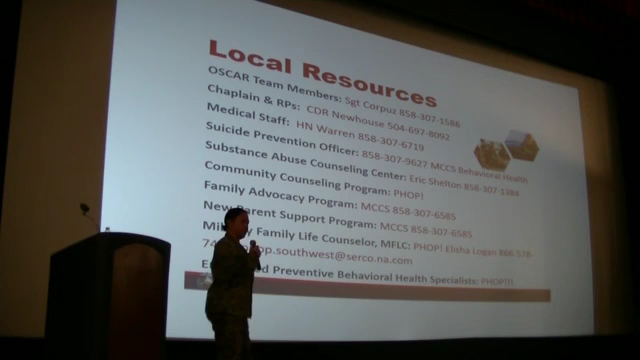 Local Resources
OSCAR Team Members: Sgt Corpuz 858-307-1586
Chaplain & RPs: CDR Newhouse 504-697-8092
Medical Staff: HN Warren 858-307-6719
Suicide Prevention Officer: 858-307-9627 MCCS Behavioral Health
Substance Abuse Counseling Center: Eric Shelton 858-307-1384
Community Counseling Program: PHOP!
Family Advocacy Program: MCCS 858-307-6585
New Parent Support Program: MCCS 858-307-6585
Family Life Counselor, MFLC: PHOP! Elisha Logan 866-578-
74 op.southwest@serco.na.com
d Preventive Behavioral Health Specialists: PHOP!!!